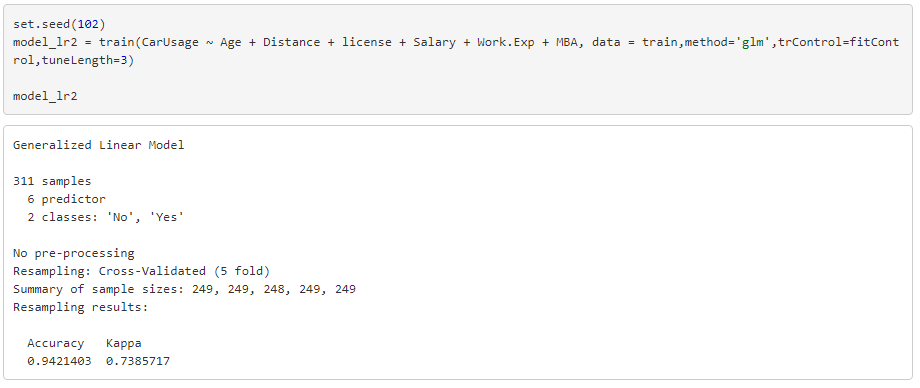 set.seed(102)
model_lr2 = train(CarUsage ~ Age + Distance + license + Salary + Work.Exp + MBA, data = train,method='glm',trControl=fitCont
rol,tuneLength=3)
model_lr2
Generalized Linear Model
311 samples
6 predictor
2 classes: 'No', 'Yes'
No pre-processing
Resampling: Cross-Validated (5 fold)
Summary of sample sizes: 249, 249, 248, 249, 249
Resampling results:
Accuracy Kappa
0.9421403 0.7385717